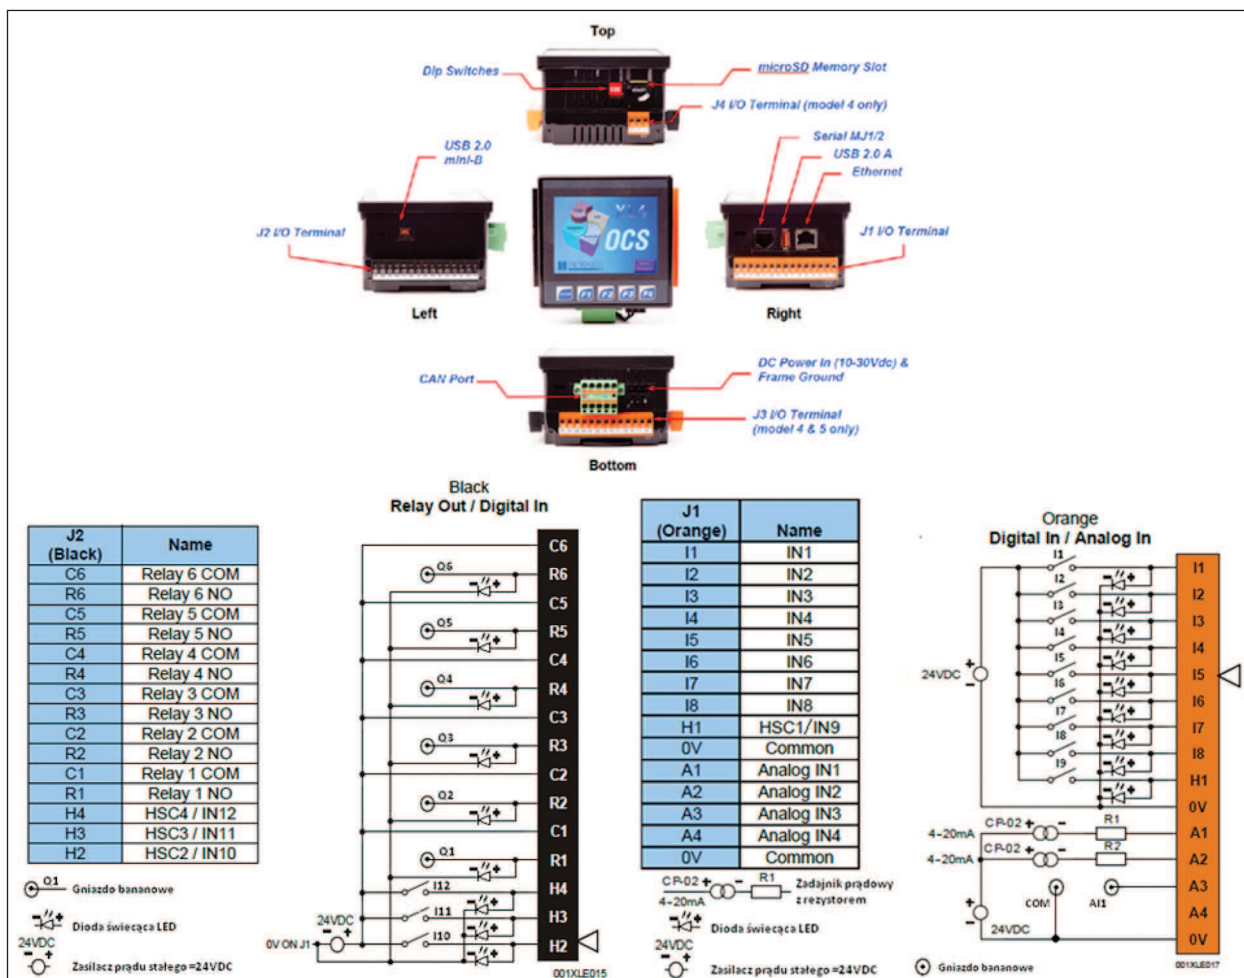 Top
Dip Switches
microSD Memory Slot
J4 I/O Terminal (model 4 only)
USB 2.0
mini-B
Serial MJ1/2
USB 2.0 A
Ethernet
J2 I/O Terminal
J1 I/O Terminal
XL4
OCS
HORNER
F1 F2 F3 F4
Left
Right
CAN Port
DC Power In (10-30Vdc) &
Frame Ground
J3 I/O Terminal
(model 4 & 5 only)
Bottom
J2
(Black) Name
C6 Relay 6 COM
R6 Relay 6 NO
C5 Relay 5 COM
R5 Relay 5 NO
C4 Relay 4 COM
R4 Relay 4 NO
C3 Relay 3 COM
R3 Relay 3 NO
C2 Relay 2 COM
R2 Relay 2 NO
C1 Relay 1 COM
R1 Relay 1 NO
H4 HSC4 / IN12
H3 HSC3 / IN11
H2 HSC2 / IN10
Q1 Gniazdo bananowe
- + Dioda świecąca LED
24VDC
- + Zasilacz prądu stałego =24VDC
Black
Relay Out / Digital In
C6
Q6 R6
- +
C5
Q5 R5
- +
C4
Q4 R4
- +
C3
Q3 R3
- +
C2
Q2 R2
- +
C1
Q1 R1
- +
I12 H4
- +
24VDC I11 H3
- +
0V ON J1 - + I10 H2
- +
001XLE015
J1
(Orange) Name
I1 IN1
I2 IN2
I3 IN3
I4 IN4
I5 IN5
I6 IN6
I7 IN7
I8 IN8
H1 HSC1/IN9
0V Common
A1 Analog IN1
A2 Analog IN2
A3 Analog IN3
A4 Analog IN4
0V Common
CP-02 + - R1 Zadajnik prądowy
4-20mA z rezystorem
- + Dioda świecąca LED
24VDC
- + Zasilacz prądu stałego =24VDC
Orange
Digital In / Analog In
I1 I1
- +
I2 I2
- +
I3 I3
- +
I4 I4
- +
I5 I5
- +
24VDC + -
I6 I6
- +
I7 I7
- +
I8 I8
- +
I9 H1
- +
0V
4-20mA CP-02 + - R1 A1
4-20mA CP-02 + - R2 A2
COM AI1 A3
+ - A4
24VDC 0V
001XLE017
Gniazdo bananowe